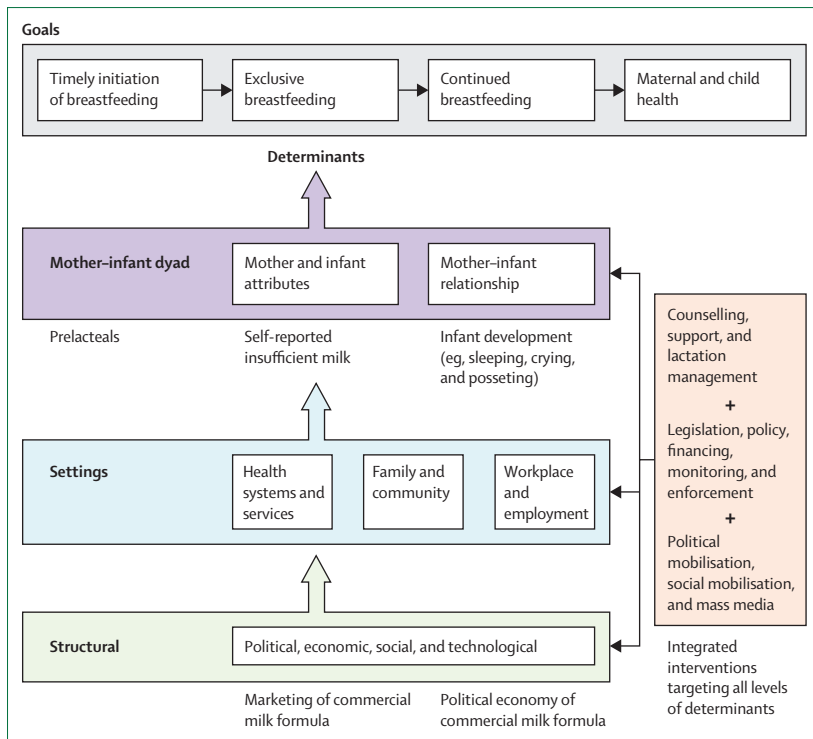 Goals
Timely initiation
of breastfeeding
Exclusive
breastfeeding
Continued
breastfeeding
Maternal and child
health
Determinants
Mother–infant dyad
Mother and infant
attributes
Mother–infant
relationship
Prelacteals
Self-reported
insufficient milk
Infant development
(eg, sleeping, crying,
and posseting)
Settings
Health
systems and
services
Family and
community
Workplace
and
employment
Structural
Political, economic, social, and technological
Marketing of commercial
milk formula
Political economy of
commercial milk formula
Counselling,
support, and
lactation
management
+
Legislation, policy,
financing,
monitoring, and
enforcement
+
Political
mobilisation,
social mobilisation,
and mass media
Integrated
interventions
targeting all levels
of determinants